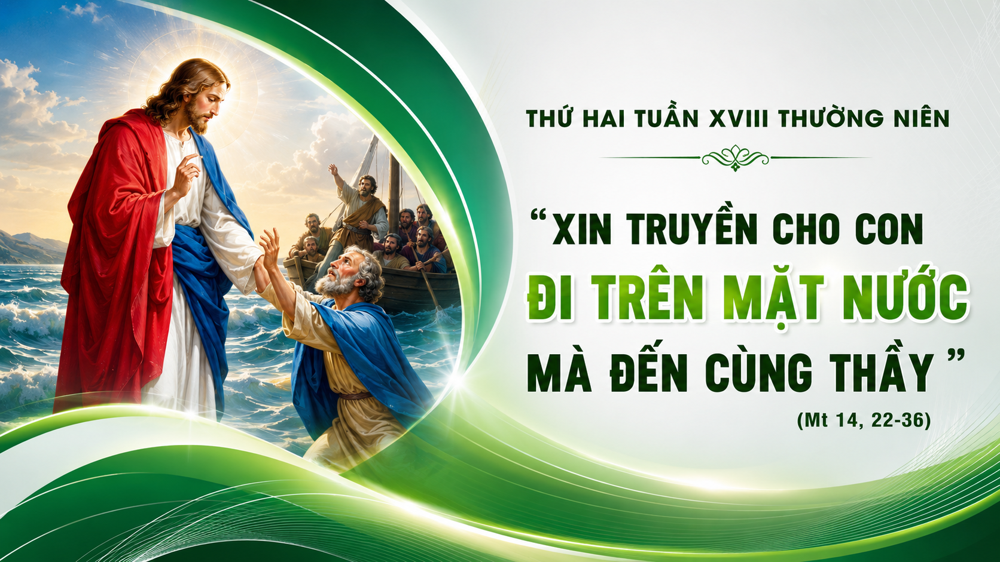 THỨ HAI TUẦN XVIII THƯỜNG NIÊN
“XIN TRUYỀN CHO CON
ĐI TRÊN MẶT NƯỚC
MÀ ĐẾN CÙNG THẦY”
(Mt 14, 22-36)